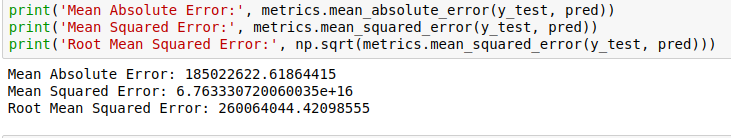 print('Mean Absolute Error:', metrics.mean_absolute_error(y_test, pred))
print('Mean Squared Error:', metrics.mean_squared_error(y_test, pred))
print('Root Mean Squared Error:', np.sqrt(metrics.mean_squared_error(y_test, pred)))
Mean Absolute Error: 185022622.61864415
Mean Squared Error: 6.763330720060035e+16
Root Mean Squared Error: 260064044.42098555